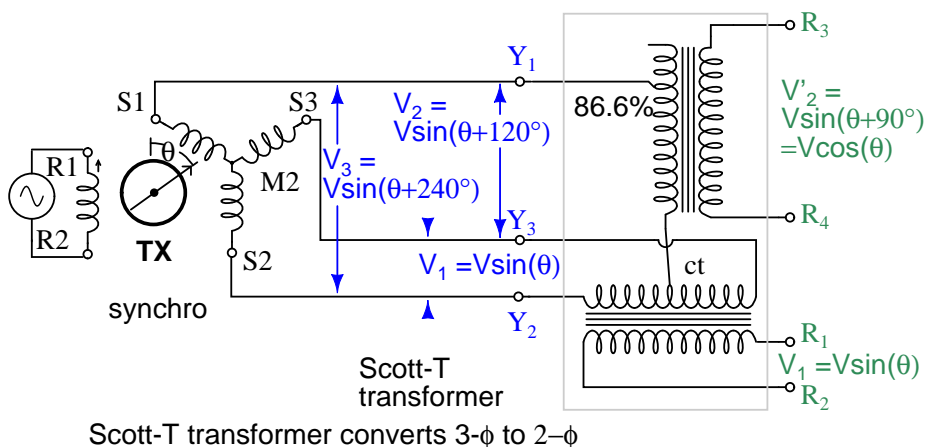 S1
S3
R1
R2
θ
TX
M2
S2
synchro
V₃ =
Vsin(θ+240°)
V₂ =
Vsin(θ+120°)
V₁ =Vsin(θ)
Y₁
Y₃
Y₂
86.6%
ct
R₃
V'₂ =
Vsin(θ+90°)
=Vcos(θ)
R₄
R₁
V₁ =Vsin(θ)
R₂
Scott-T
transformer
Scott-T transformer converts 3-ϕ to 2–ϕ